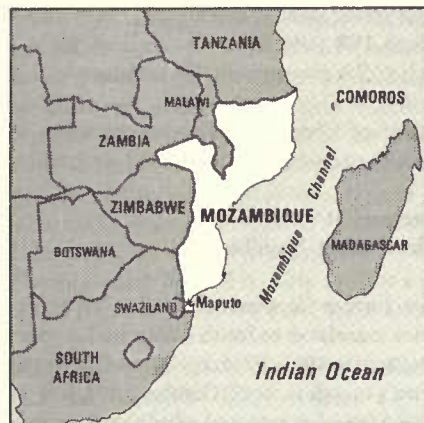 TANZANIA
MALAWI
COMOROS
ZAMBIA
ZIMBABWE
MOZAMBIQUE
Mozambique Channel
MADAGASCAR
BOTSWANA
SWAZILAND
Maputo
SOUTH
AFRICA
Indian Ocean